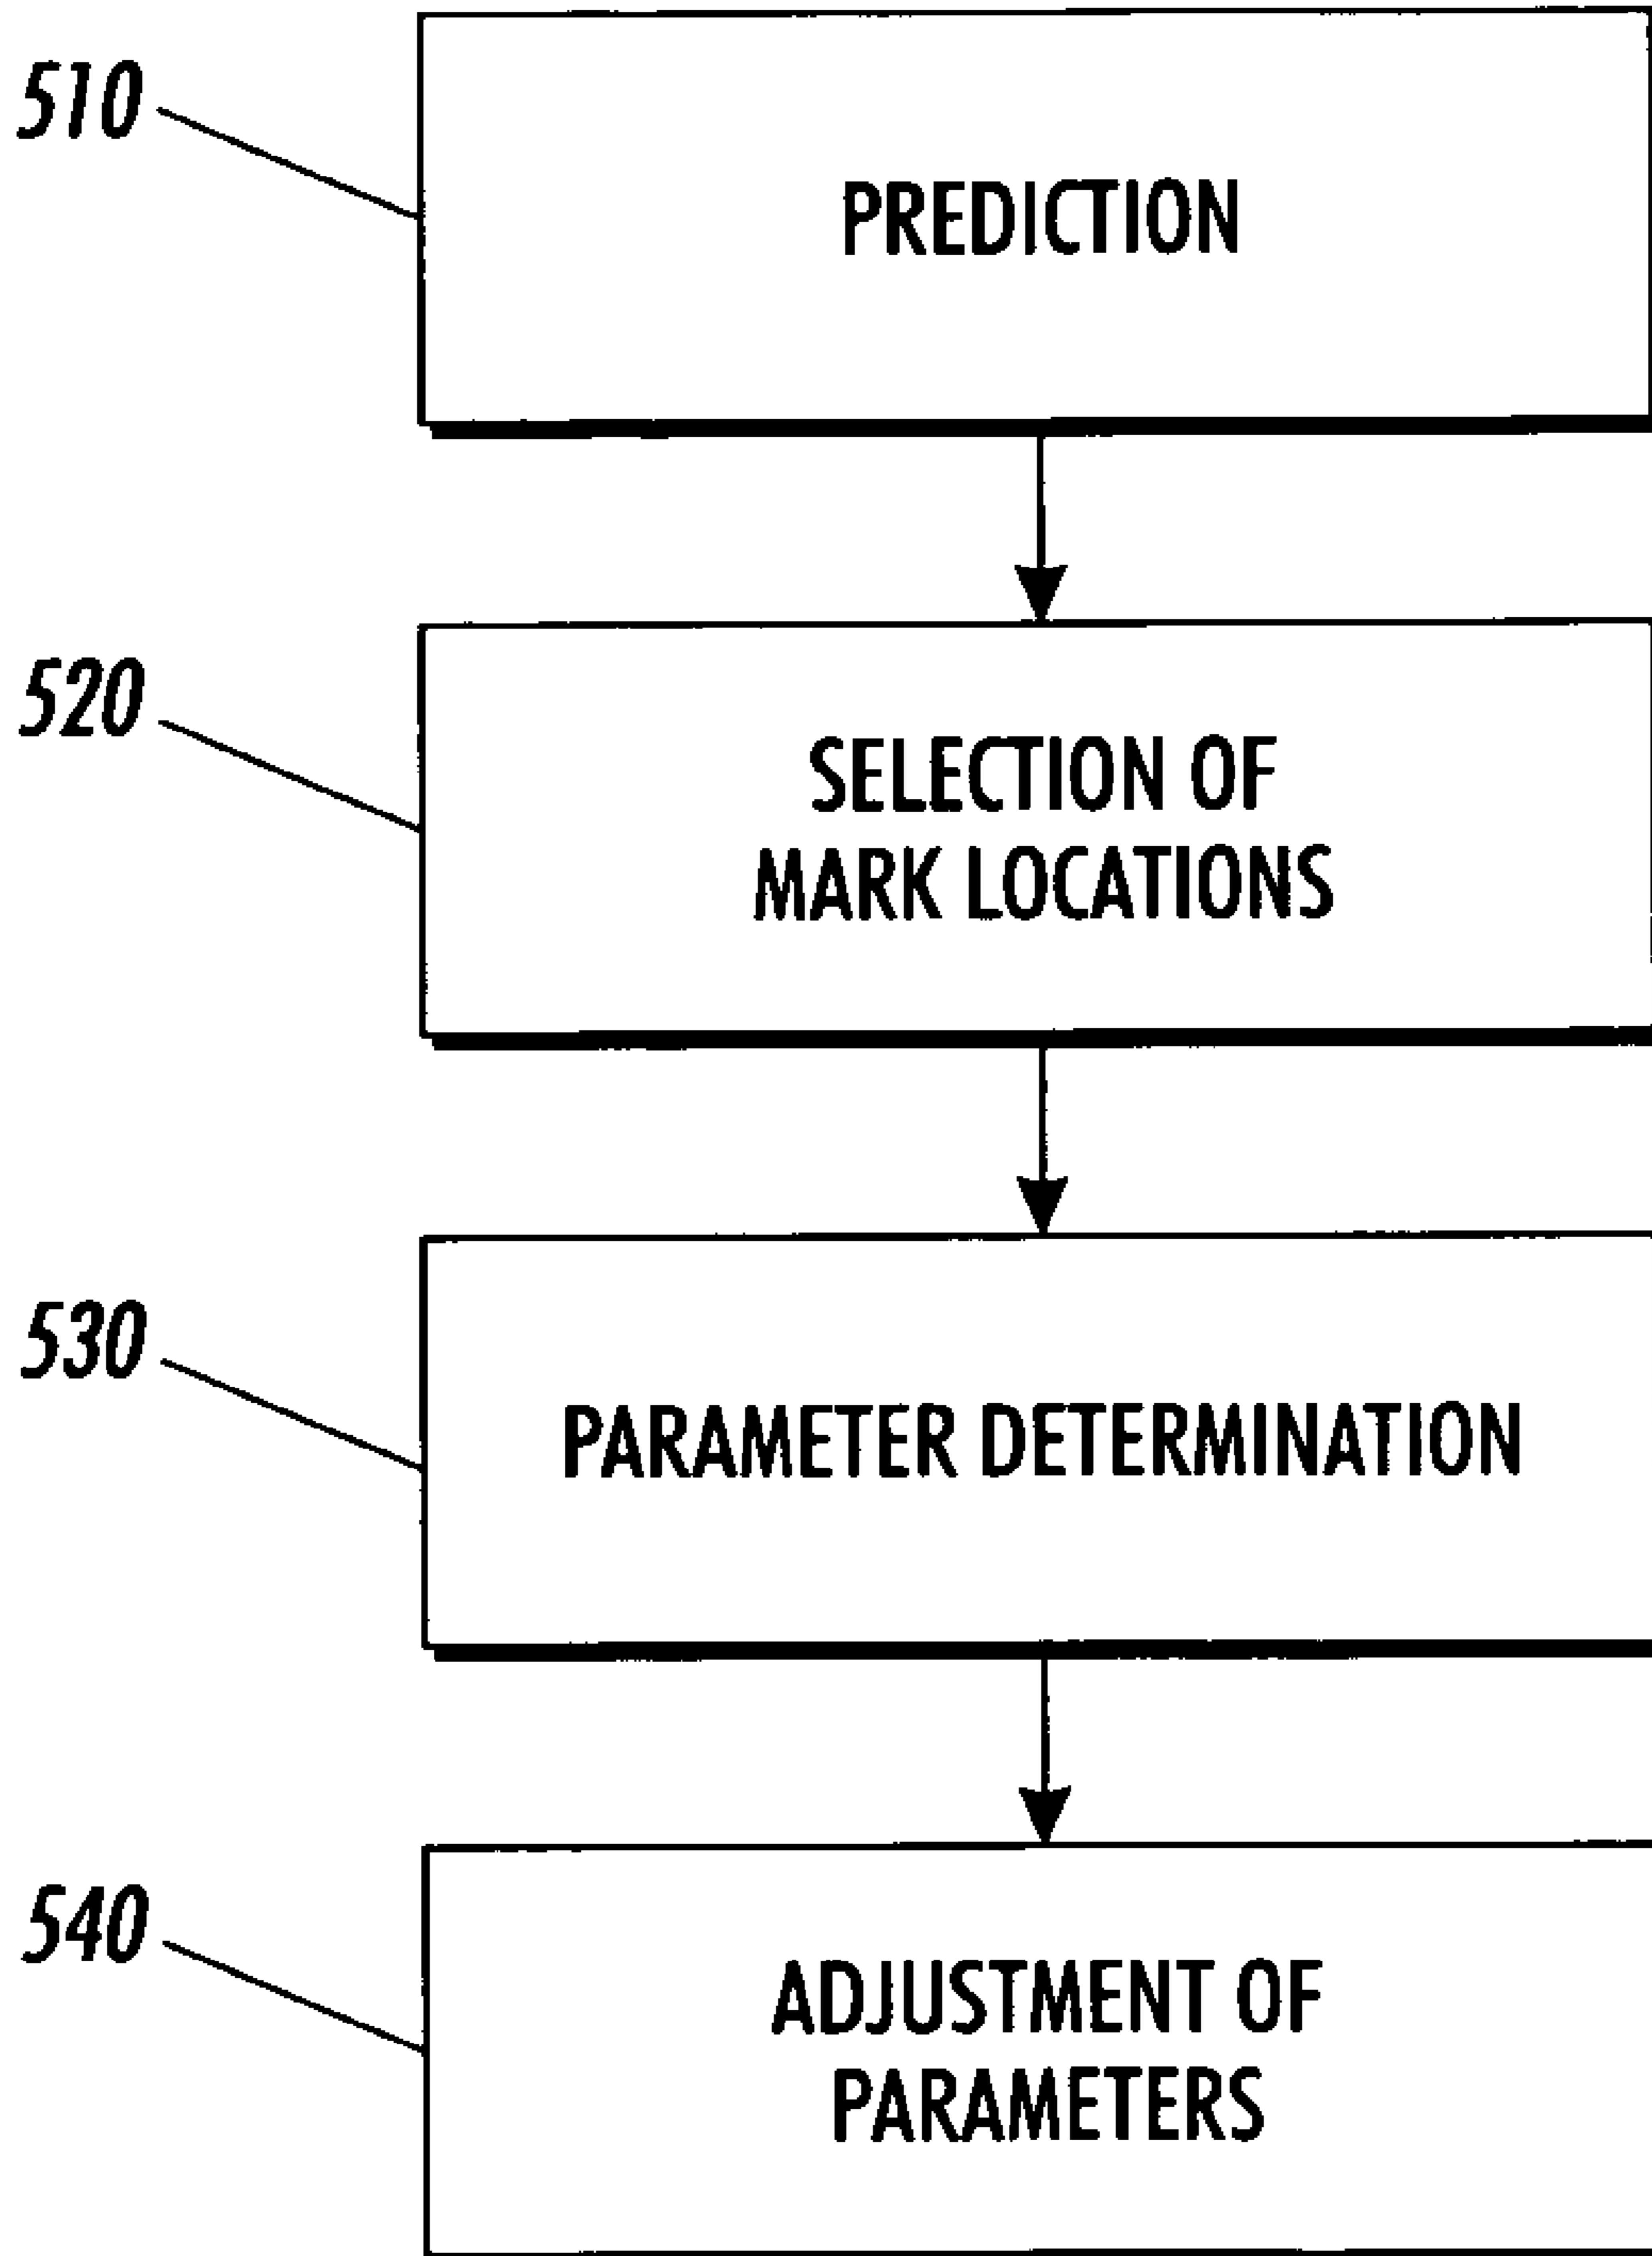 510
PREDICTION
520
SELECTION OF
MARK LOCATIONS
530
PARAMETER DETERMINATION
540
ADJUSTMENT OF
PARAMETERS